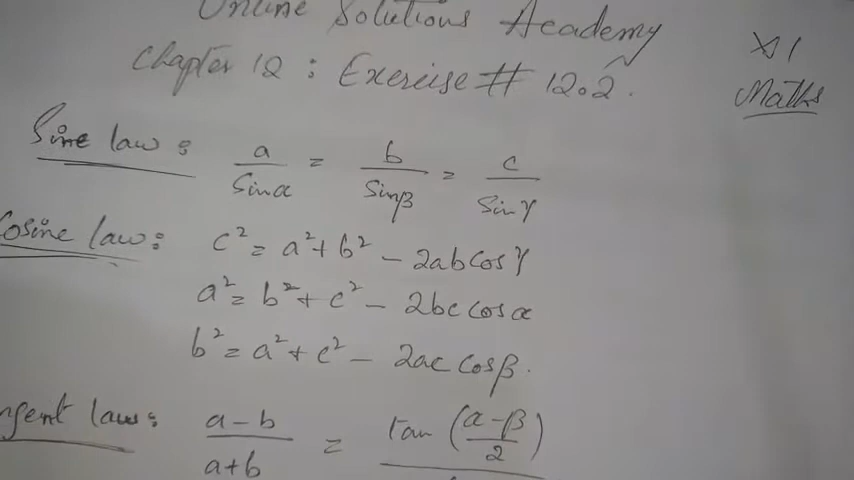 Online Solutions Academy
XI
Chapter 12 : Exercise # 12.2.
Maths
Sine law : a/Sinα = b/Sinβ = c/Sinγ
Cosine law : c² = a² + b² - 2ab Cosγ
a² = b² + c² - 2bc Cosα
b² = a² + c² - 2ac Cosβ.
ngent law : a-b/a+b = tan (α-β/2)